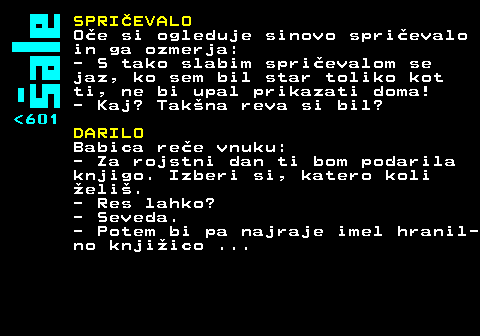 Šale
<601
SPRIČEVALO
Oče si ogleduje sinovo spričevalo
in ga ozmerja:
- S tako slabim spričevalom se
jaz, ko sem bil star toliko kot
ti, ne bi upal prikazati doma!
- Kaj? Takšna reva si bil?
DARILO
Babica reče vnuku:
- Za rojstni dan ti bom podarila
knjigo. Izberi si, katero koli
želiš.
- Res lahko?
- Seveda.
- Potem bi pa najraje imel hranil-
no knjižico ...